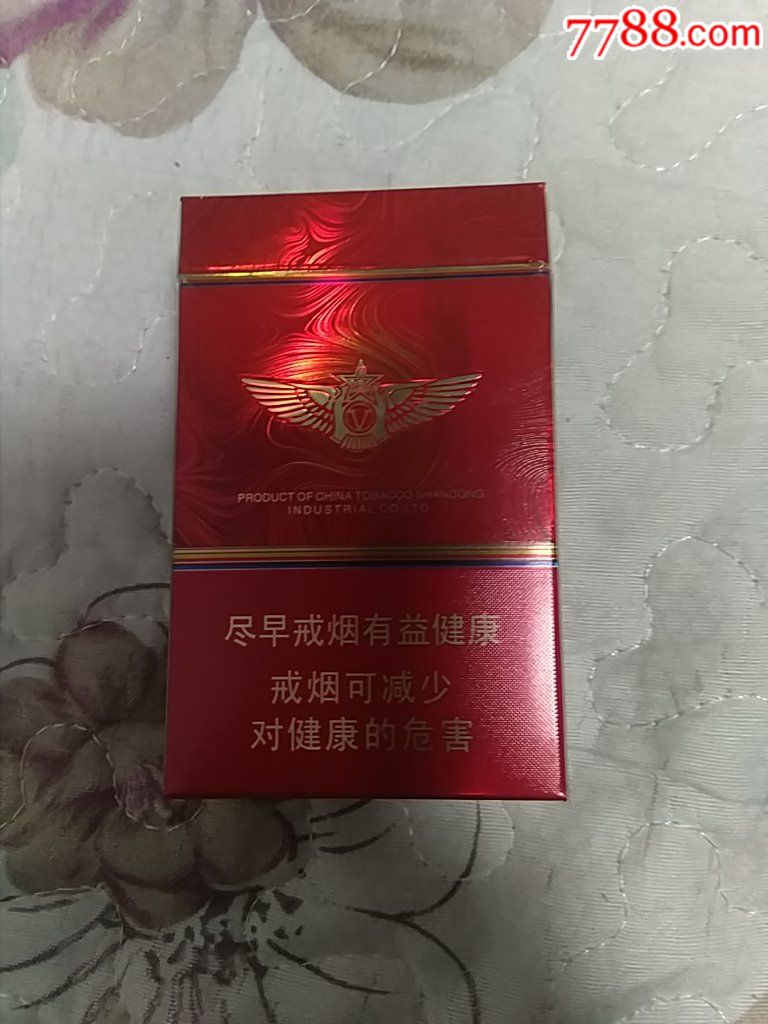 7788.com
V
PRODUCT OF CHINA TOBACCO SHANDONG
INDUSTRIAL CO LTD
尽早戒烟有益健康
戒烟可减少
对健康的危害